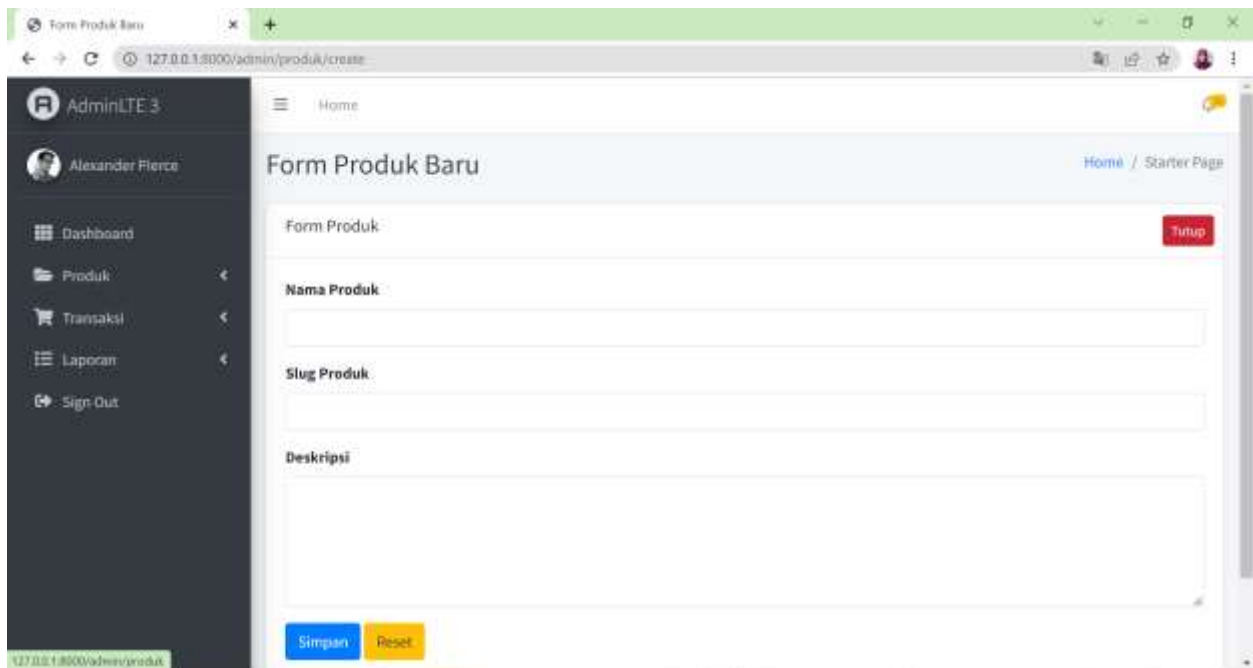 Form Produk Baru
127.0.0.1:8000/admin/produk/create
AdminLTE 3
Home
Alexander Pierce
Form Produk Baru
Home / Starter Page
Dashboard
Form Produk
Tutup
Produk
Nama Produk
Transaksi
Laporan
Slug Produk
Sign Out
Deskripsi
Simpan
Reset
127.0.0.1:8000/admin/produk